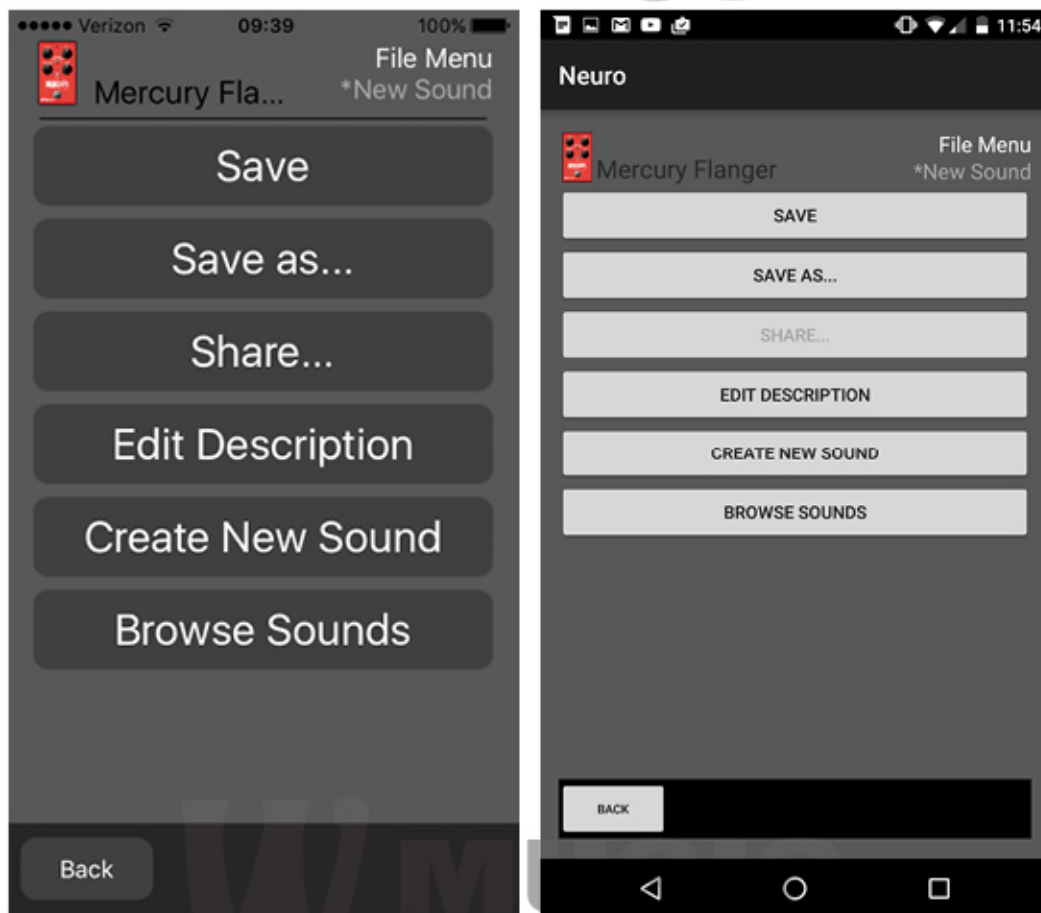 Verizon 09:39 100%
File Menu
Mercury Fla... *New Sound
Save
Save as...
Share...
Edit Description
Create New Sound
Browse Sounds
Back
11:54
Neuro
File Menu
Mercury Flanger *New Sound
SAVE
SAVE AS...
SHARE...
EDIT DESCRIPTION
CREATE NEW SOUND
BROWSE SOUNDS
BACK